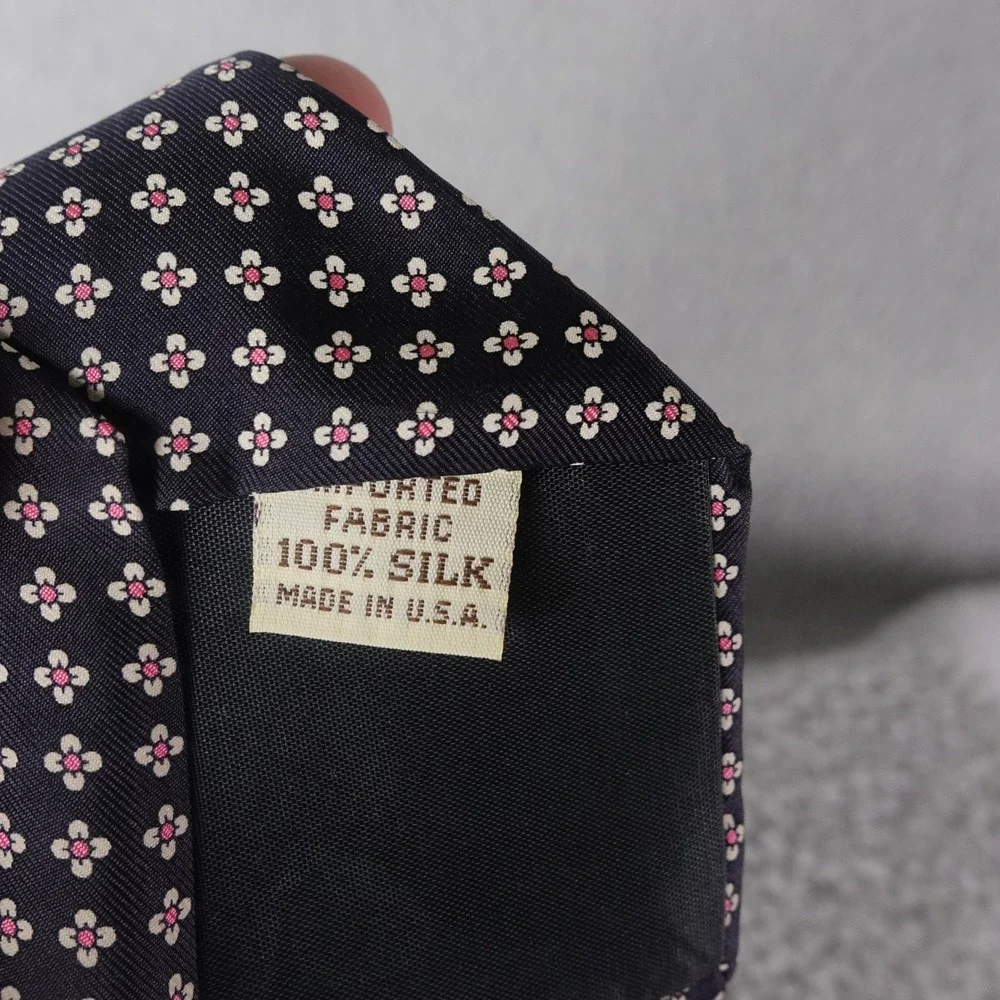 IMPORTED
FABRIC
100% SILK
MADE IN U.S.A.